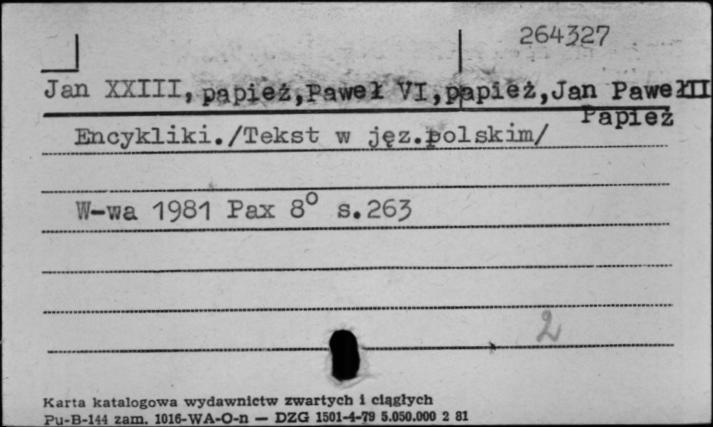 264327
Jan XXIII, papież, Paweł VI, papież, Jan Paweł II
Papież
Encykliki./Tekst w jęz.polskim/
W-wa 1981 Pax 8° s.263
2
Karta katalogowa wydawnictw zwartych i ciągłych
Pu-B-144 zam. 1016-WA-O-n — DZG 1501-4-79 5.050.000 2 81